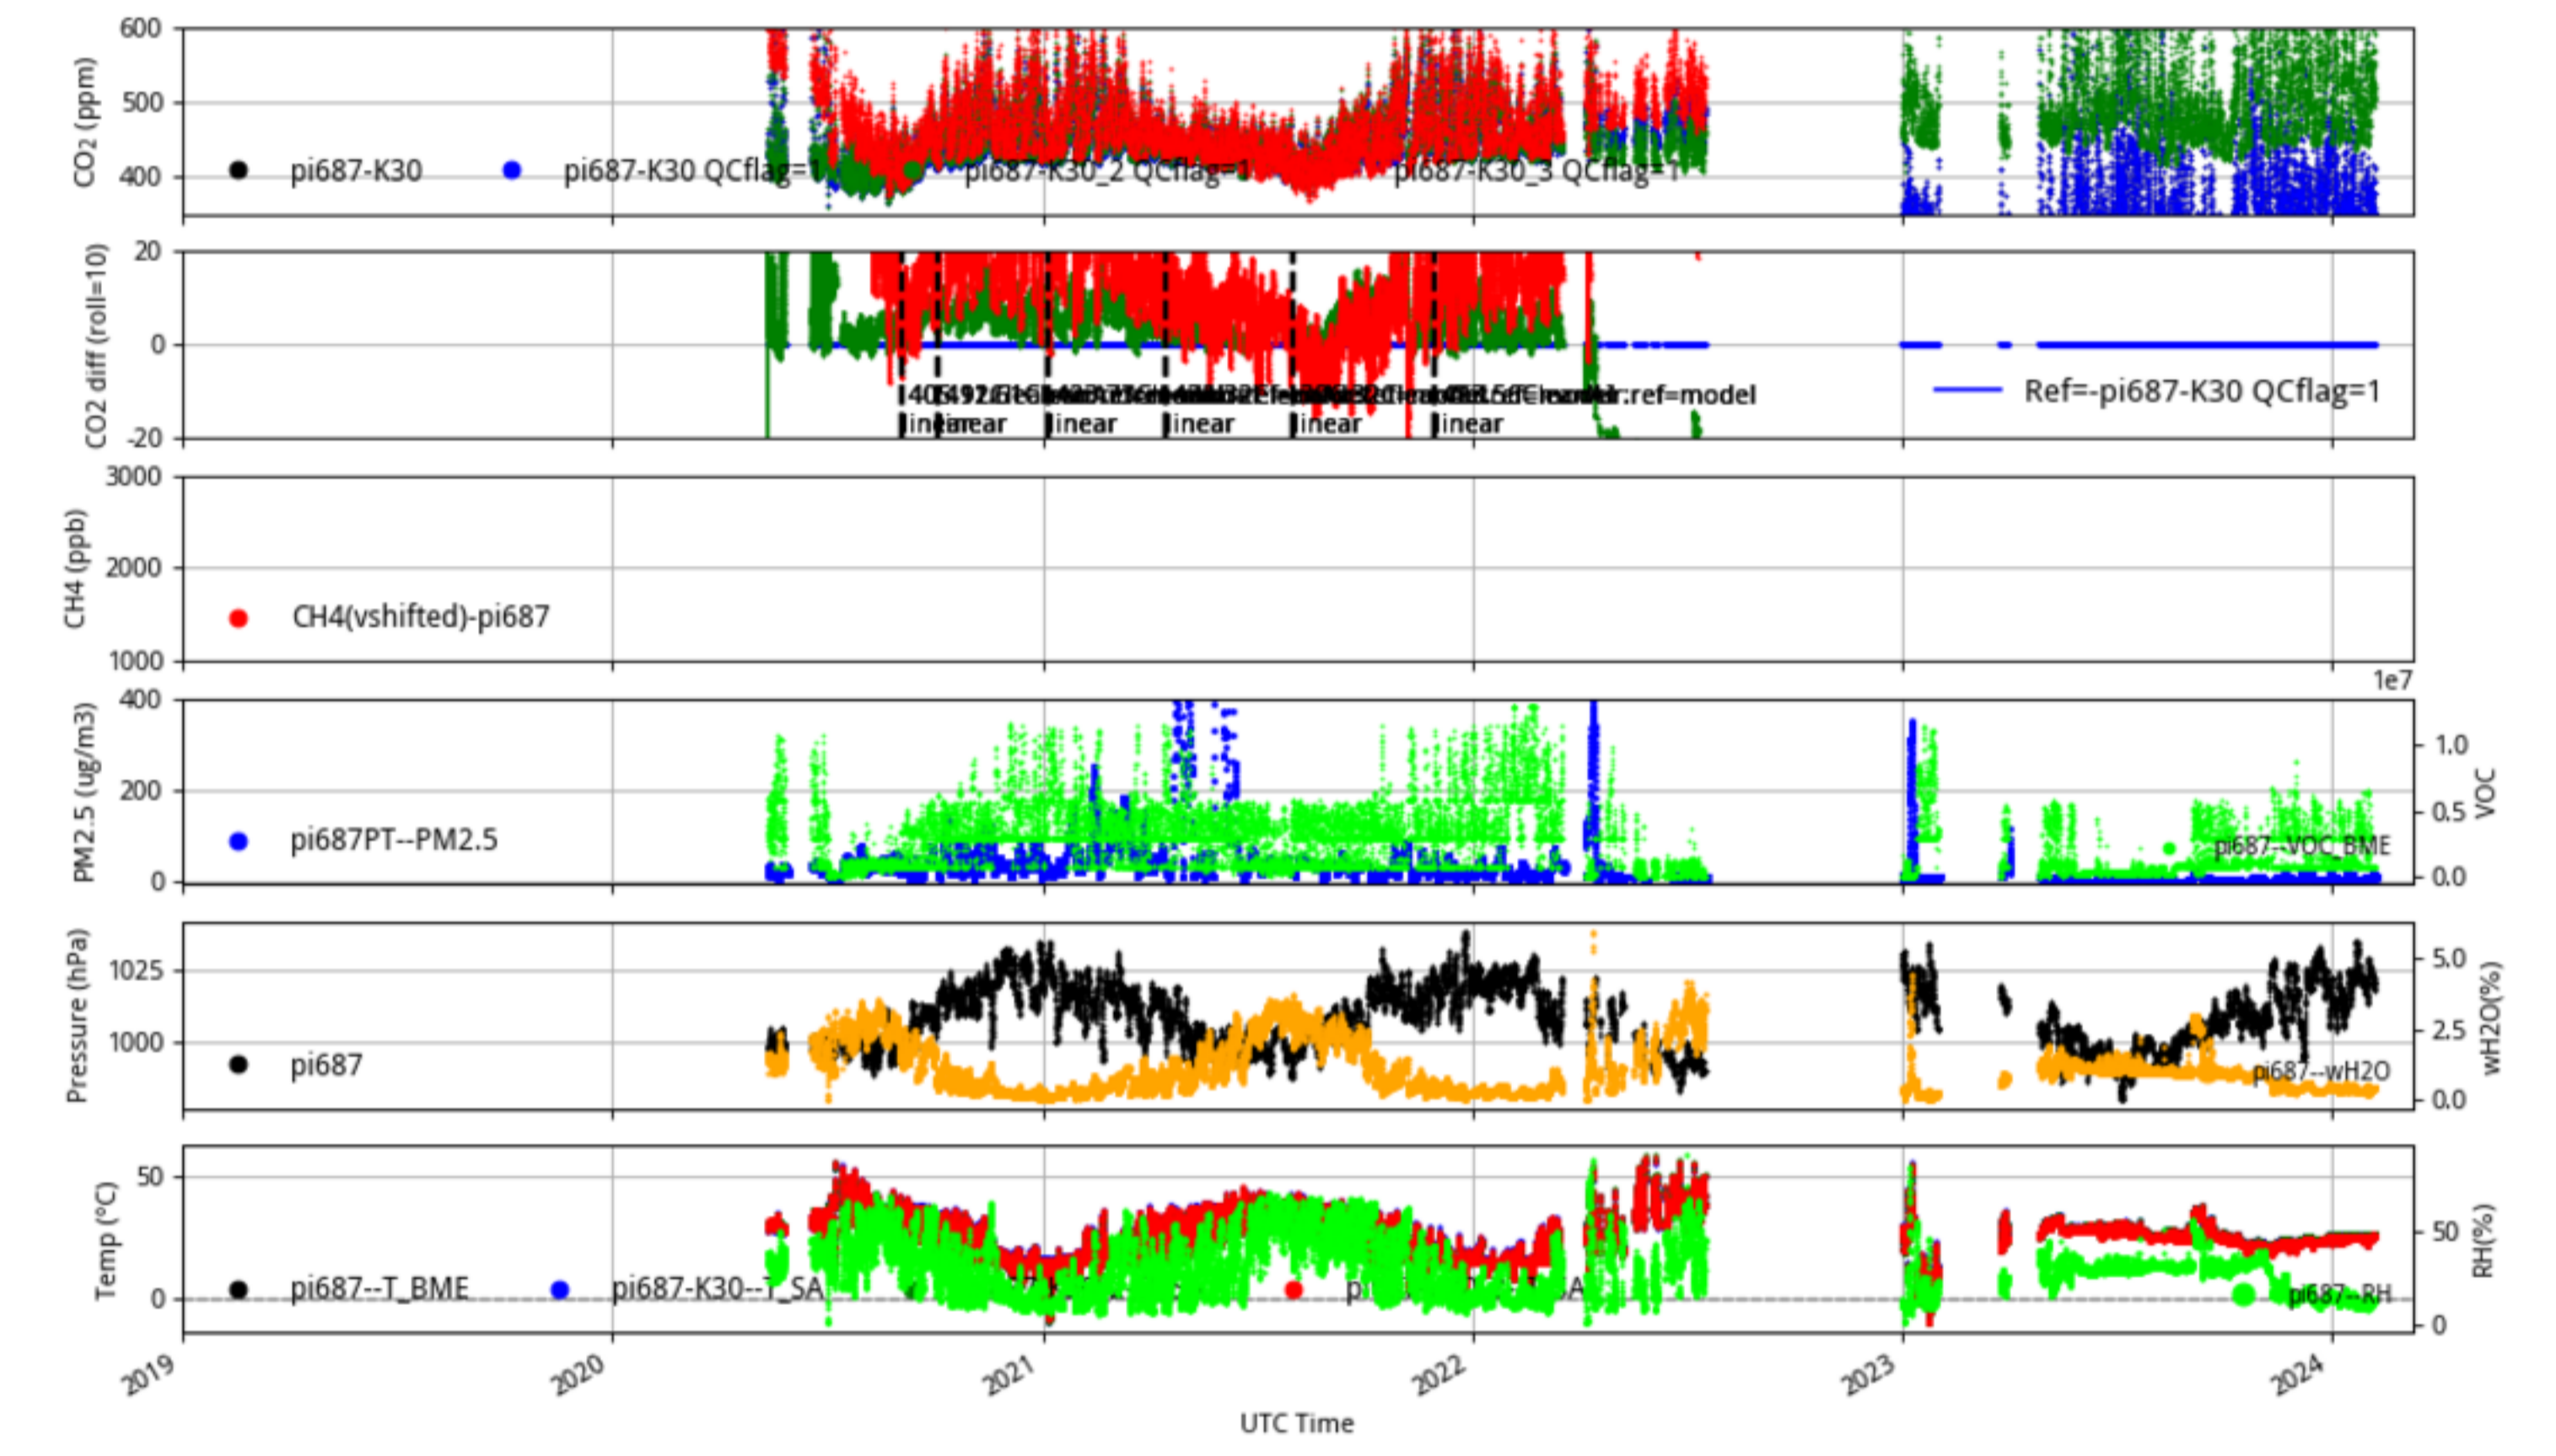 600
500
400
CO2 (ppm)
pi687-K30
pi687-K30 QCflag=1
pi687-K30_2 QCflag=1
pi687-K30_3 QCflag=1
20
0
-20
CO2 diff (roll=10)
linear
linear
linear
linear
linear
:ref=model
Ref=-pi687-K30 QCflag=1
3000
2000
1000
CH4 (ppb)
CH4(vshifted)-pi687
1e7
400
200
0
PM2.5 (ug/m3)
pi687PT--PM2.5
pi687--VOC_BME
1.0
0.5
0.0
VOC
1025
1000
Pressure (hPa)
pi687
pi687--wH2O
5.0
2.5
0.0
wH2O(%)
50
0
Temp (°C)
pi687--T_BME
pi687-K30--T_SA
pi687--RH
50
0
RH(%)
2019
2020
2021
2022
2023
2024
UTC Time